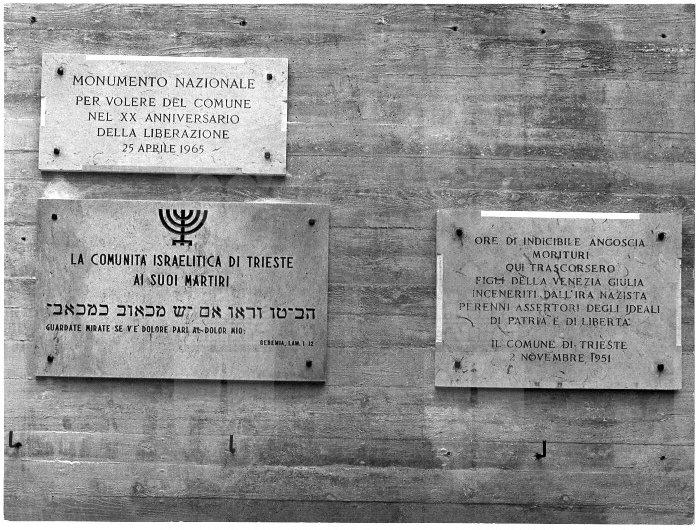 MONUMENTO NAZIONALE
PER VOLERE DEL COMUNE
NEL XX ANNIVERSARIO
DELLA LIBERAZIONE
25 APRILE 1965
LA COMUNITA ISRAELITICA DI TRIESTE
AI SUOI MARTIRI
הביטו וראו אם יש מכאוב כמכאבי
GUARDATE MIRATE SE V'È DOLORE PARI AL DOLOR MIO:
GEREMIA, LAM. 1 12
ORE DI INDICIBILE ANGOSCIA
MORITURI
QUI TRASCORSERO
FIGLI DELLA VENEZIA GIULIA
INCENERITI DALL'IRA NAZISTA
PERENNI ASSERTORI DEGLI IDEALI
DI PATRIA E DI LIBERTA'
IL COMUNE DI TRIESTE
2 NOVEMBRE 1951